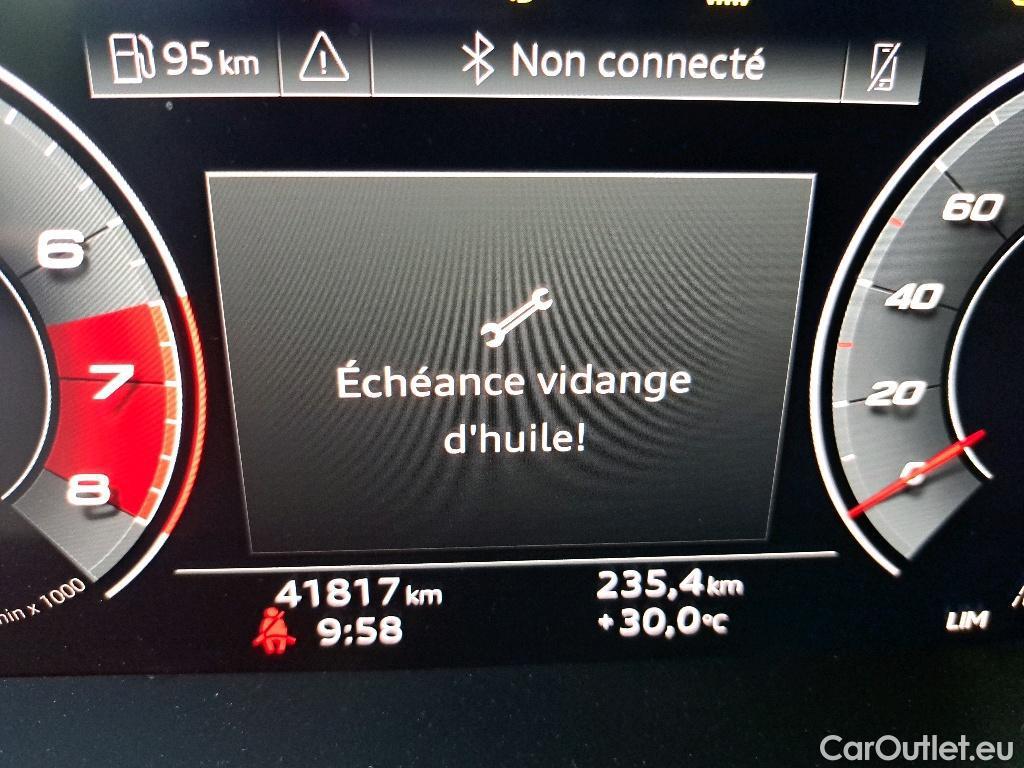 95 km
Non connecté
6
7
8
60
40
20
0
Échéance vidange
d'huile!
41817 km
235,4 km
9:58
+30,0°C
x 1000
LIM
CarOutlet.eu